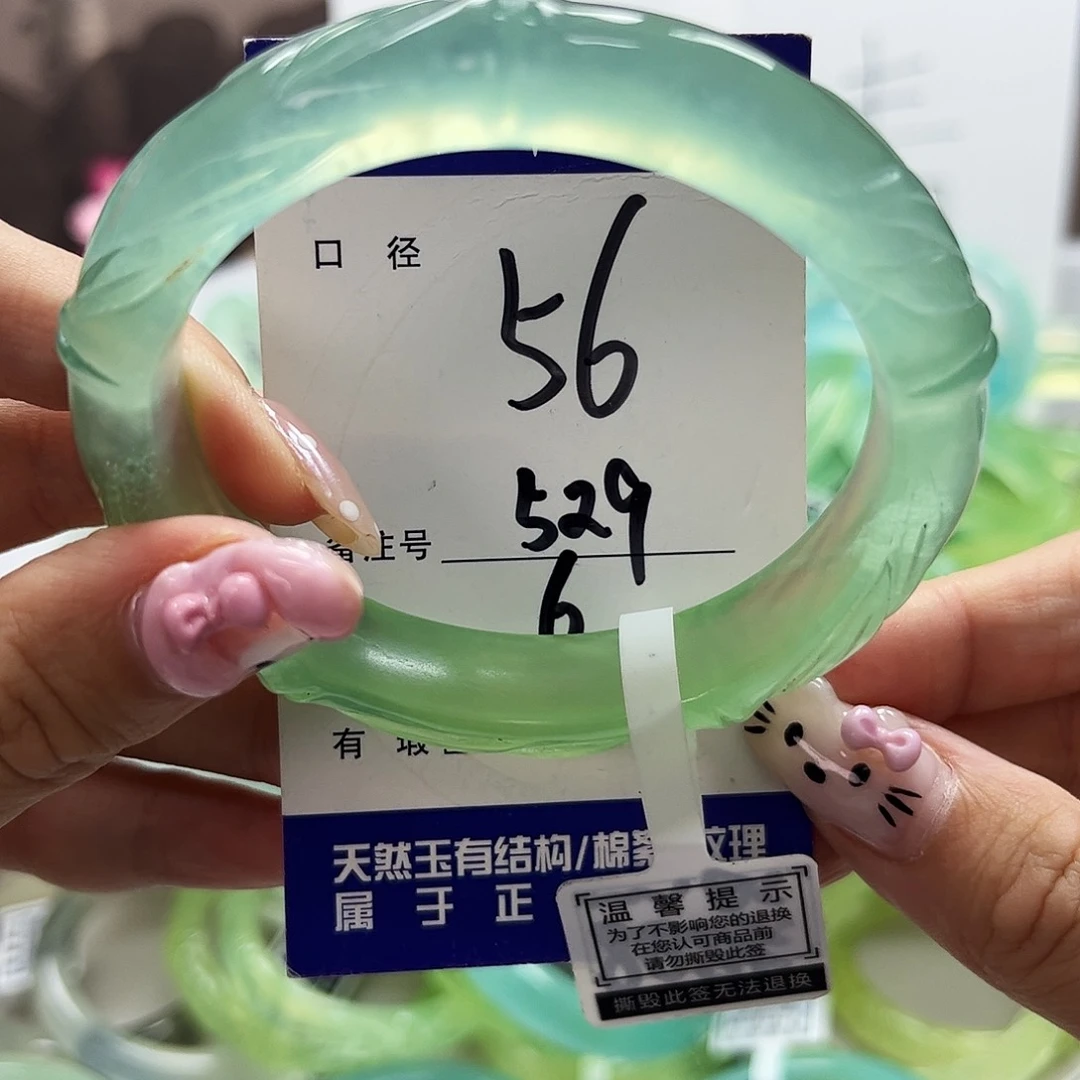 口径 56
备注号 529
6
有 瑕
天然玉有结构/棉絮 纹理
属于正
温馨提示
为了不影响您的退换
在您认可商品前
请勿撕毁此签
撕毁此签无法退换